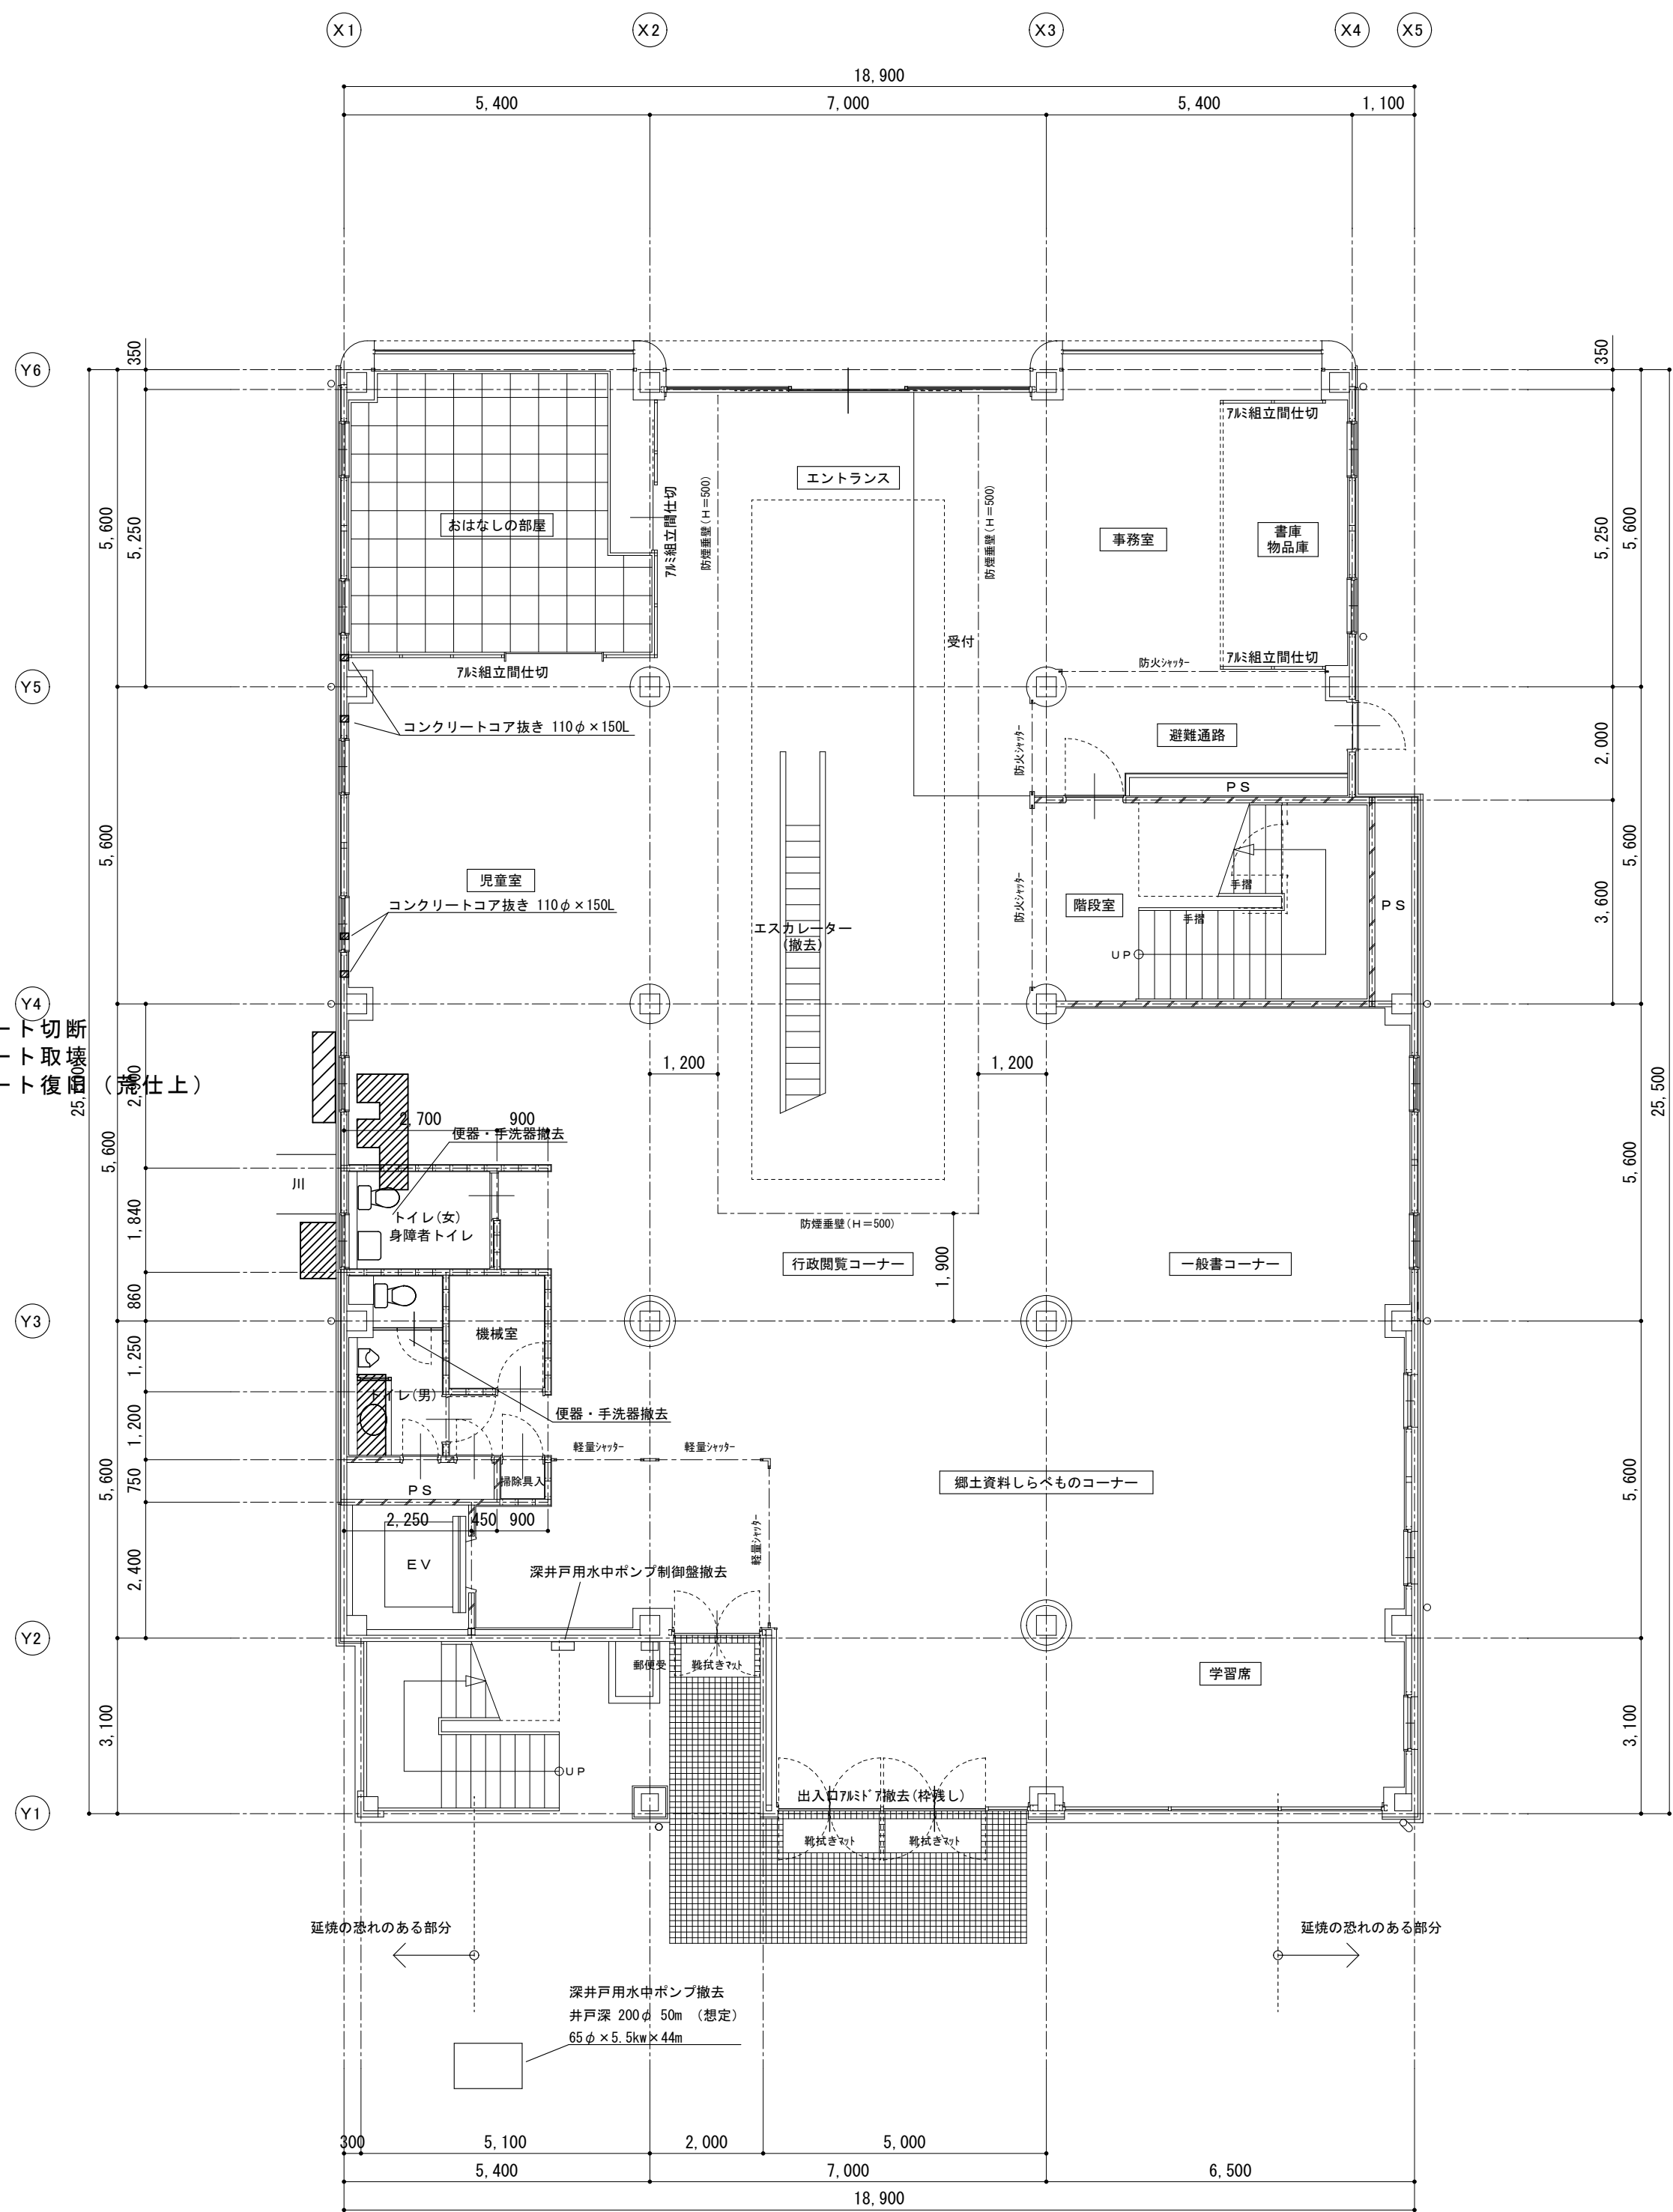 X1
X2
X3
X4
X5
18,900
5,400
7,000
5,400
1,100
Y6
Y5
Y4
Y3
Y2
Y1
350
5,250
5,600
5,600
5,600
5,600
3,100
1,840
860
1,250
1,200
750
2,400
350
5,250
5,600
2,000
3,600
5,600
5,600
5,600
3,100
25,500
ート切断
ート取壊
ート復旧(荒仕上)
おはなしの部屋
アルミ組立間仕切
アルミ組立間仕切
防煙垂壁(H=500)
エントランス
防煙垂壁(H=500)
受付
事務室
書庫
物品庫
アルミ組立間仕切
アルミ組立間仕切
防火シャッター
防火シャッター
避難通路
PS
コンクリートコア抜き 110φ×150L
児童室
コンクリートコア抜き 110φ×150L
エスカレーター
(撤去)
防火シャッター
階段室
手摺
手摺
UP
PS
1,200
1,200
2,700
900
便器・手洗器撤去
川
トイレ(女)
身障者トイレ
防煙垂壁(H=500)
行政閲覧コーナー
1,900
一般書コーナー
機械室
トイレ(男)
便器・手洗器撤去
軽量シャッター
軽量シャッター
軽量シャッター
PS
掃除具入
郷土資料しらべものコーナー
2,250
450
900
EV
深井戸用水中ポンプ制御盤撤去
郵便受
靴拭きマット
学習席
UP
出入口アルミドア撤去(枠残し)
靴拭きマット
靴拭きマット
延焼の恐れのある部分
延焼の恐れのある部分
深井戸用水中ポンプ撤去
井戸深 200φ 50m (想定)
65φ×5.5kw×44m
300
5,100
2,000
5,000
5,400
7,000
6,500
18,900